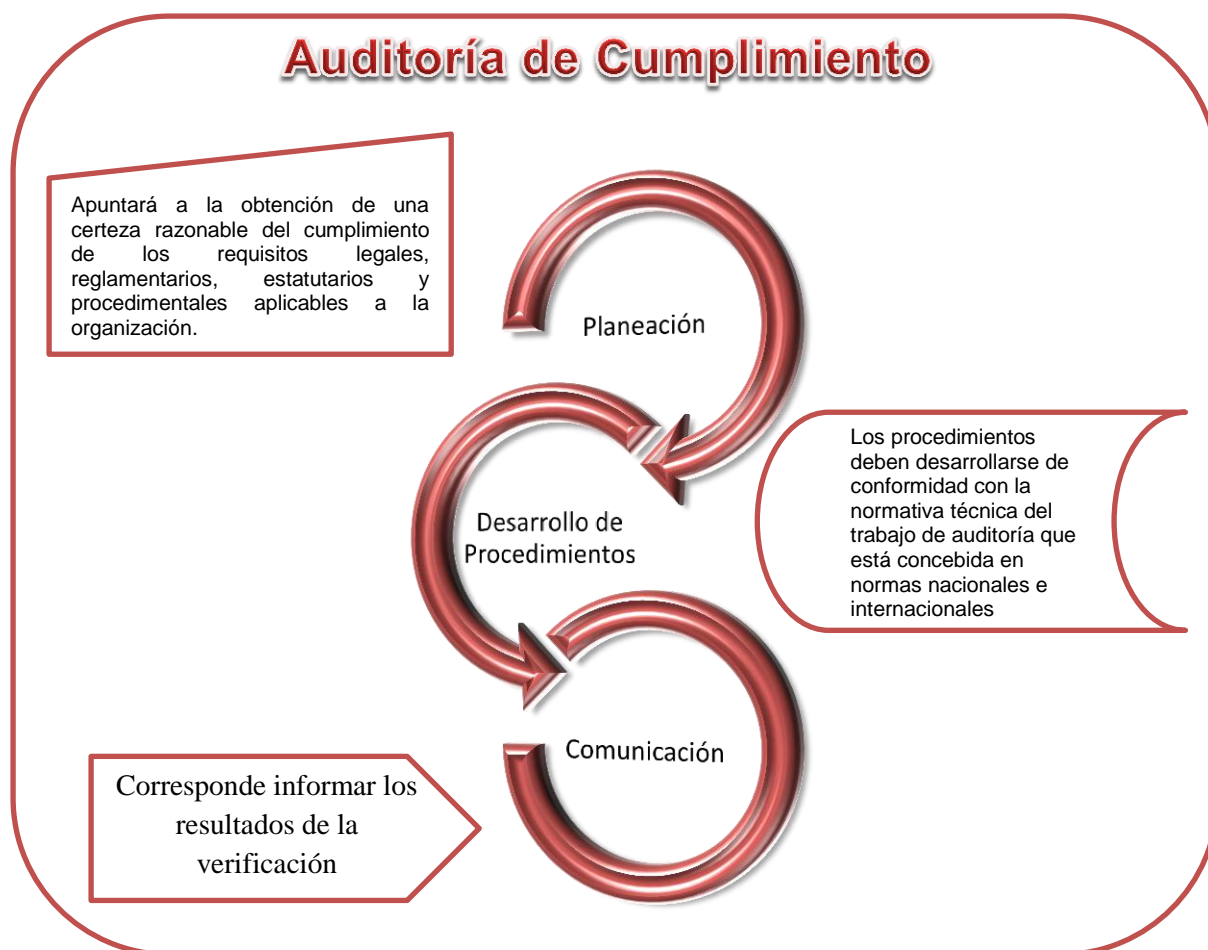 Auditoría de Cumplimiento
Apuntará a la obtención de una
certeza razonable del cumplimiento
de los requisitos legales,
reglamentarios, estatutarios y
procedimentales aplicables a la
organización.
Planeación
Los procedimientos
deben desarrollarse de
conformidad con la
normativa técnica del
trabajo de auditoría que
está concebida en
normas nacionales e
internacionales
Desarrollo de
Procedimientos
Comunicación
Corresponde informar los
resultados de la
verificación